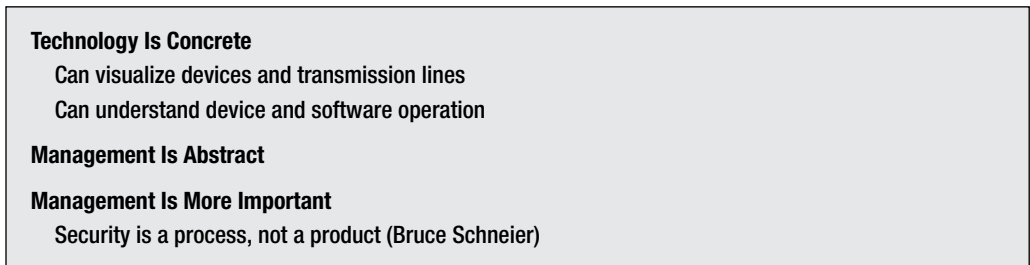 Technology Is Concrete
Can visualize devices and transmission lines
Can understand device and software operation
Management Is Abstract
Management Is More Important
Security is a process, not a product (Bruce Schneier)